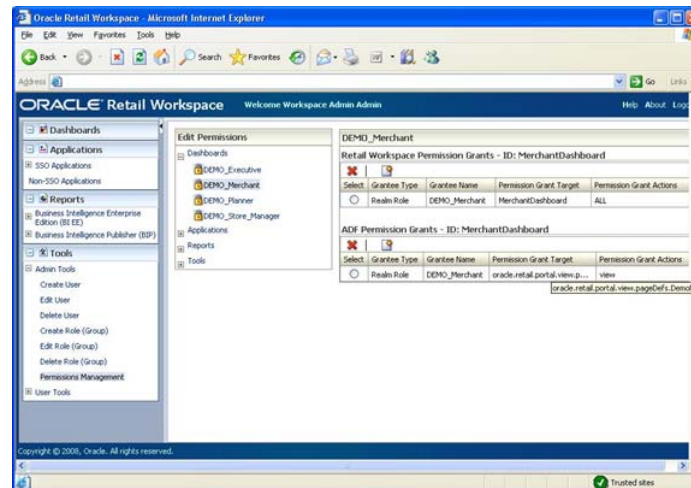 Oracle Retail Workspace - Microsoft Internet Explorer
File Edit View Favorites Tools Help
Back Search Favorites
Address Go Links
ORACLE Retail Workspace Welcome Workspace Admin Admin Help About Logo
Dashboards
Applications
SSO Applications
Non-SSO Applications
Reports
Business Intelligence Enterprise
Edition (BI EE)
Business Intelligence Publisher (BIP)
Tools
Admin Tools
Create User
Edit User
Delete User
Create Role (Group)
Edit Role (Group)
Delete Role (Group)
Permissions Management
User Tools
Edit Permissions
Dashboards
DEMO_Executive
DEMO_Merchant
DEMO_Planner
DEMO_Store_Manager
Applications
Reports
Tools
DEMO_Merchant
Retail Workspace Permission Grants - ID: MerchantDashboard
Select Grantee Type Grantee Name Permission Grant Target Permission Grant Actions
Realm Role DEMO_Merchant MerchantDashboard ALL
ADF Permission Grants - ID: MerchantDashboard
Select Grantee Type Grantee Name Permission Grant Target Permission Grant Actions
Realm Role DEMO_Merchant oracle.retail.portal.view.p... view
oracle.retail.portal.view.pageDefs.Demo
Copyright © 2008, Oracle. All rights reserved.
Trusted sites